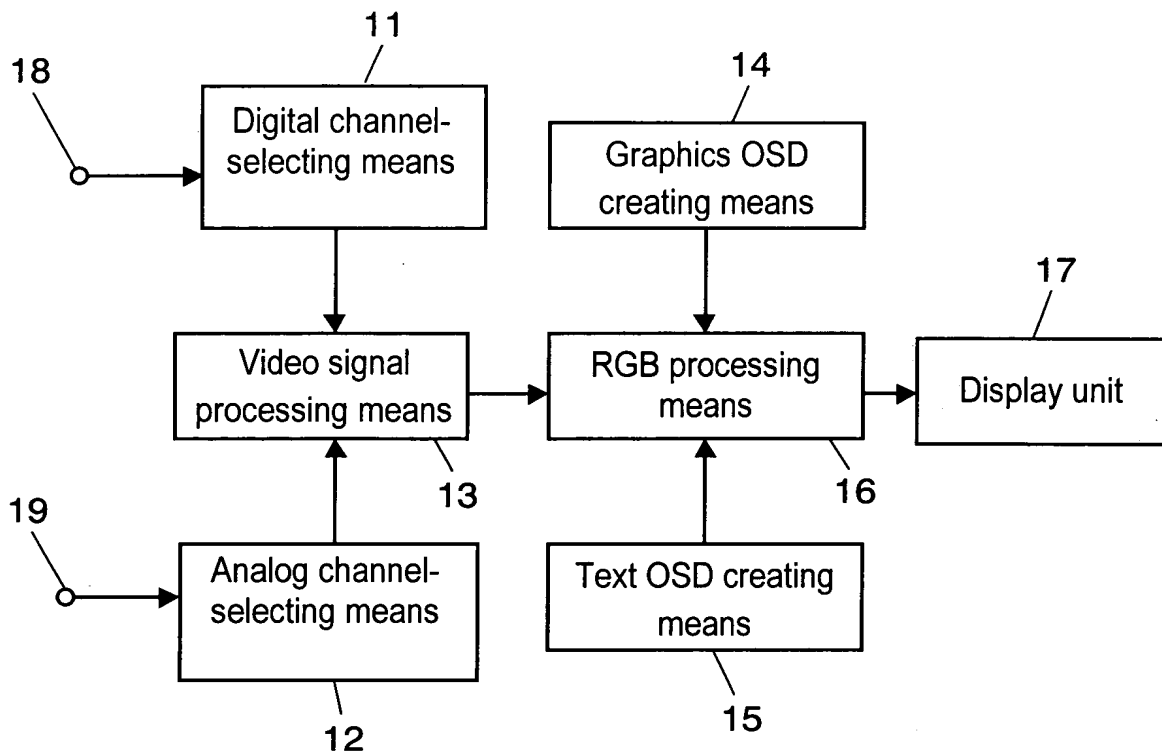 11
18
Digital channel-
selecting means
14
Graphics OSD
creating means
17
Video signal
processing means
RGB processing
means
Display unit
13
16
19
Analog channel-
selecting means
Text OSD creating
means
12
15